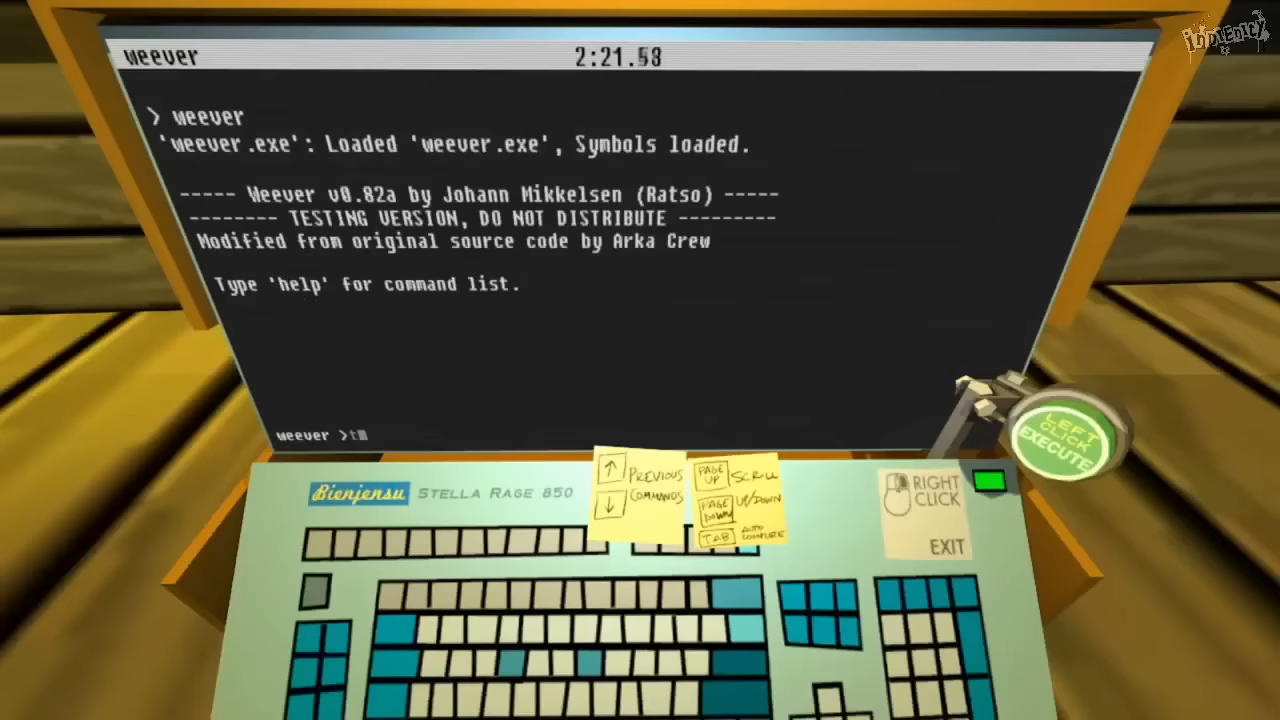 iNDiEMiCY
weever 2:21.58
> weever
'weever.exe': Loaded 'weever.exe', Symbols loaded.
----- Weever v0.82a by Johann Mikkelsen (Ratso) -----
-------- TESTING VERSION, DO NOT DISTRIBUTE ---------
Modified from original source code by Arka Crew
Type 'help' for command list.
weever >t
LEFT
CLICK
EXECUTE
Bienjensu STELLA RAGE 850
↑ PREVIOUS
↓ COMMANDS
PAGE UP SCROLL
PAGE DOWN UP/DOWN
TAB AUTO COMPLETE
RIGHT
CLICK
EXIT